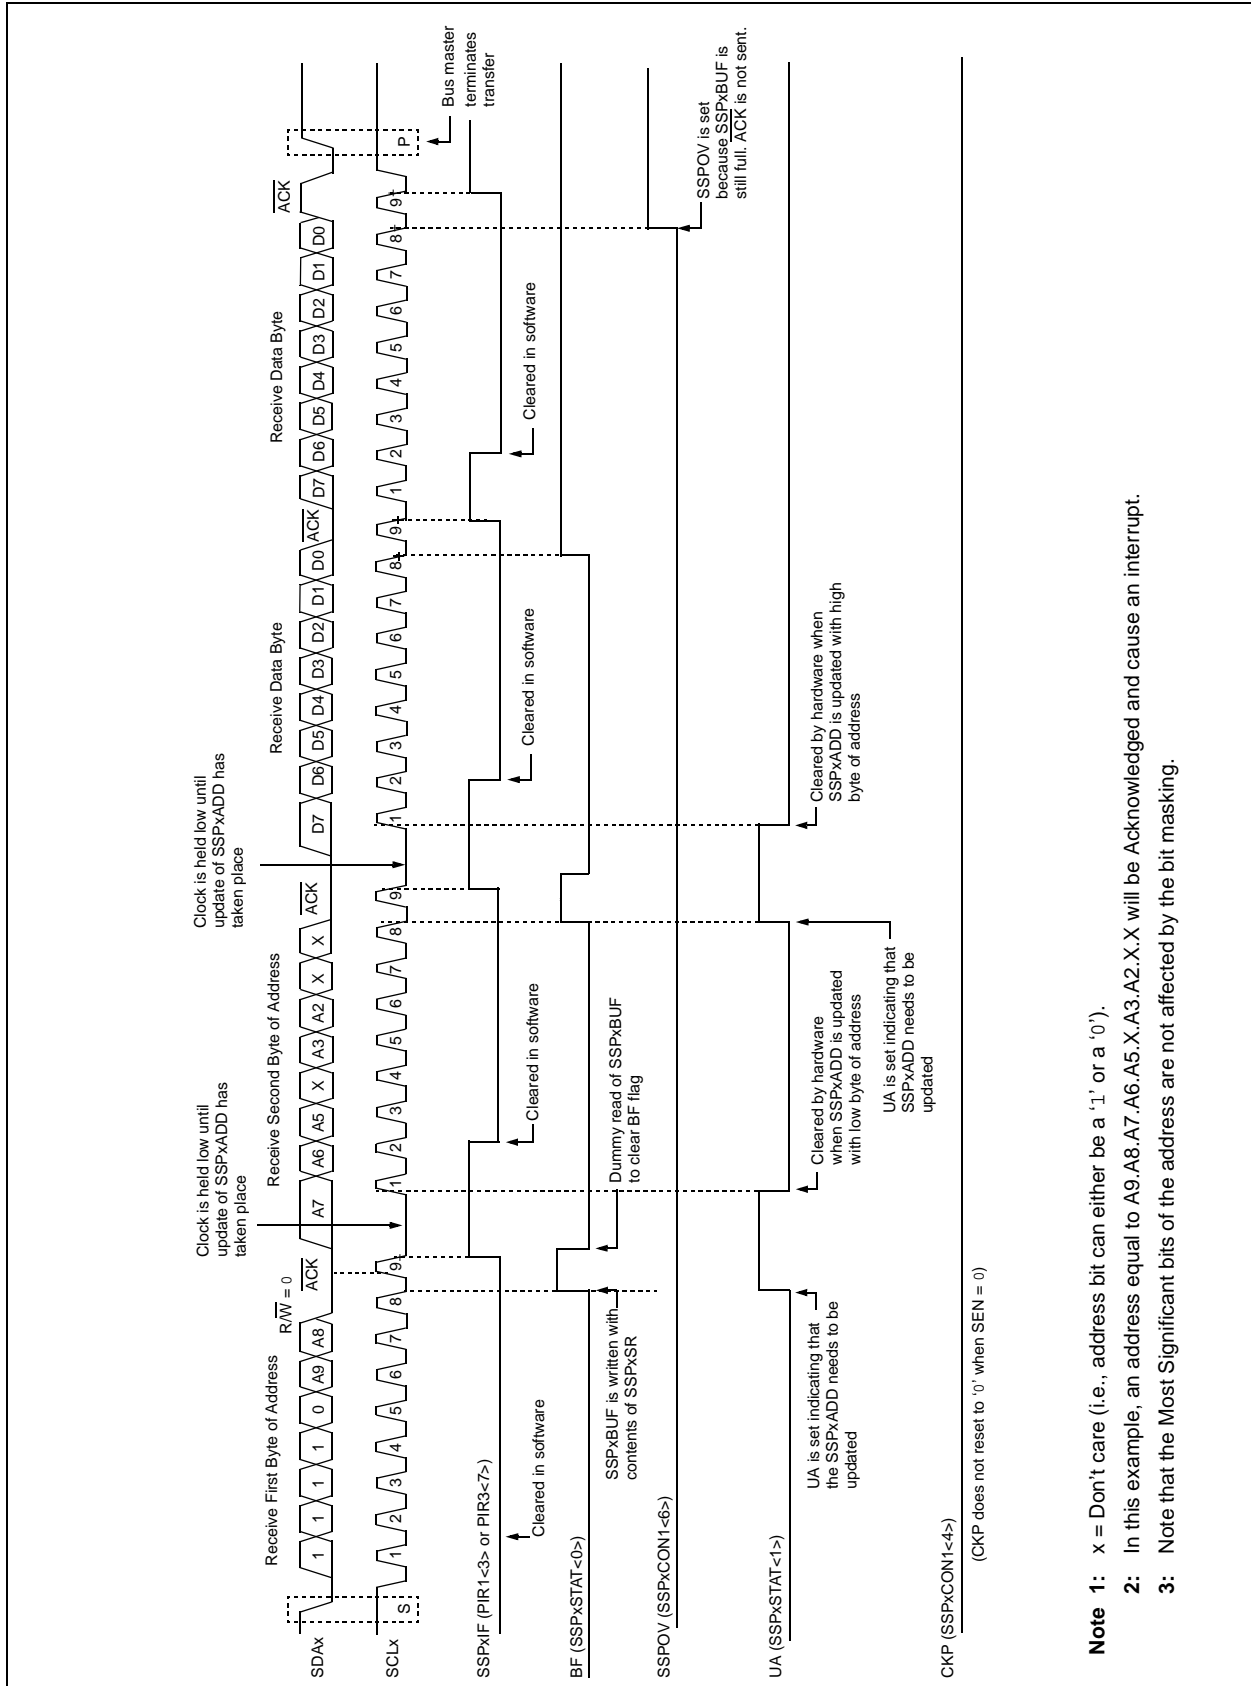 Receive First Byte of Address
R/W = 0
ACK
Clock is held low until
update of SSPxADD has
taken place
Receive Second Byte of Address
ACK
Clock is held low until
update of SSPxADD has
taken place
Receive Data Byte
ACK
Receive Data Byte
ACK
SDAx
1 1 1 1 0 A9 A8
A7 A6 A5 X A3 A2 X X
D7 D6 D5 D4 D3 D2 D1 D0
D7 D6 D5 D4 D3 D2 D1 D0
SCLx
S
1 2 3 4 5 6 7 8 9
1 2 3 4 5 6 7 8 9
1 2 3 4 5 6 7 8 9
1 2 3 4 5 6 7 8 9
P
Bus master
terminates
transfer
SSPxIF (PIR1<3> or PIR3<7>)
Cleared in software
Cleared in software
Cleared in software
Cleared in software
BF (SSPxSTAT<0>)
SSPxBUF is written with
contents of SSPxSR
Dummy read of SSPxBUF
to clear BF flag
SSPOV (SSPxCON1<6>)
SSPOV is set
because SSPxBUF is
still full. ACK is not sent.
UA (SSPxSTAT<1>)
UA is set indicating that
the SSPxADD needs to be
updated
Cleared by hardware
when SSPxADD is updated
with low byte of address
UA is set indicating that
SSPxADD needs to be
updated
Cleared by hardware when
SSPxADD is updated with high
byte of address
CKP (SSPxCON1<4>)
(CKP does not reset to ‘0’ when SEN = 0)
Note 1: x = Don’t care (i.e., address bit can either be a ‘1’ or a ‘0’).
2: In this example, an address equal to A9.A8.A7.A6.A5.X.A3.A2.X.X will be Acknowledged and cause an interrupt.
3: Note that the Most Significant bits of the address are not affected by the bit masking.